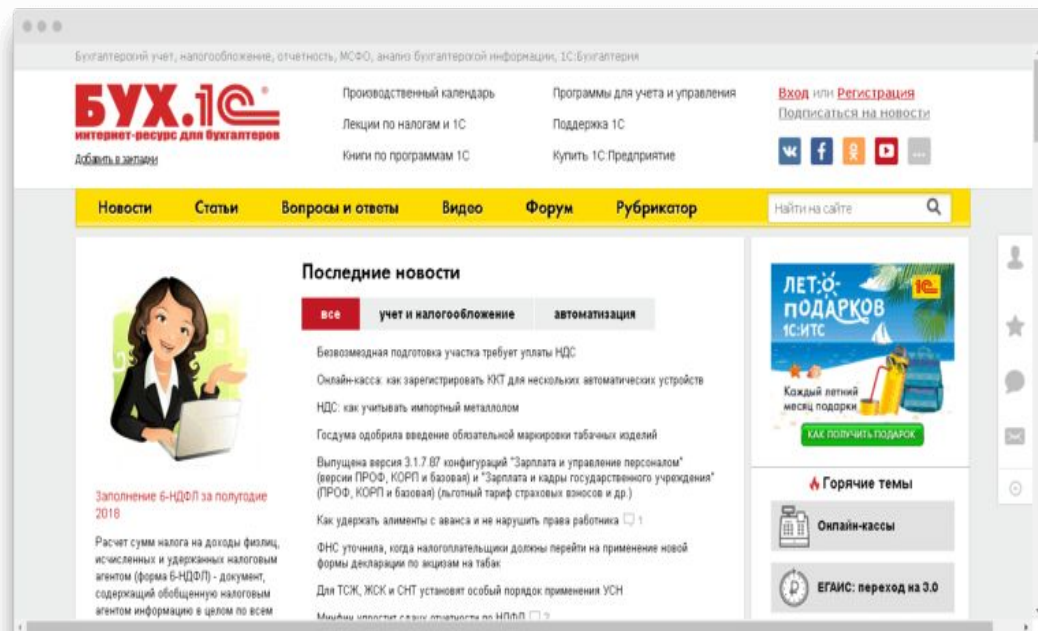 Бухгалтерский учет, налогообложение, отчетность, МСФО, анализ бухгалтерской информации, 1С:Бухгалтерия
БУХ.1С
интернет-ресурс для бухгалтеров
Добавить в закладки
Производственный календарь
Лекции по налогам и 1С
Книги по программам 1С
Программы для учета и управления
Поддержка 1С
Купить 1С:Предприятие
Вход или Регистрация
Подписаться на новости
Новости Статьи Вопросы и ответы Видео Форум Рубрикатор
Найти на сайте
Заполнение 6-НДФЛ за полугодие
2018
Расчет сумм налога на доходы физлиц,
исчисленных и удержанных налоговым
агентом (форма 6-НДФЛ) - документ,
содержащий обобщенную налоговым
агентом информацию в целом по всем
Последние новости
все учет и налогообложение автоматизация
Безвозмездная подготовка участка требует уплаты НДС
Онлайн-касса: как зарегистрировать ККТ для нескольких автоматических устройств
НДС: как учитывать импортный металлолом
Госдума одобрила введение обязательной маркировки табачных изделий
Выпущена версия 3.1.7.87 конфигураций "Зарплата и управление персоналом"
(версии ПРОФ, КОРП и базовая) и "Зарплата и кадры государственного учреждения"
(ПРОФ, КОРП и базовая) (льготный тариф страховых взносов и др.)
Как удержать алименты с аванса и не нарушить права работника 1
ФНС уточнила, когда налогоплательщики должны перейти на применение новой
формы декларации по акцизам на табак
Для ТСЖ, ЖСК и СНТ установят особый порядок применения УСН
Минфин упростит сдачу отчетности по НДФЛ 2
ЛЕТО
ПОДАРКОВ
1С:ИТС
1С
Каждый летний
месяц подарки
КАК ПОЛУЧИТЬ ПОДАРОК
Горячие темы
Онлайн-кассы
ЕГАИС: переход на 3.0